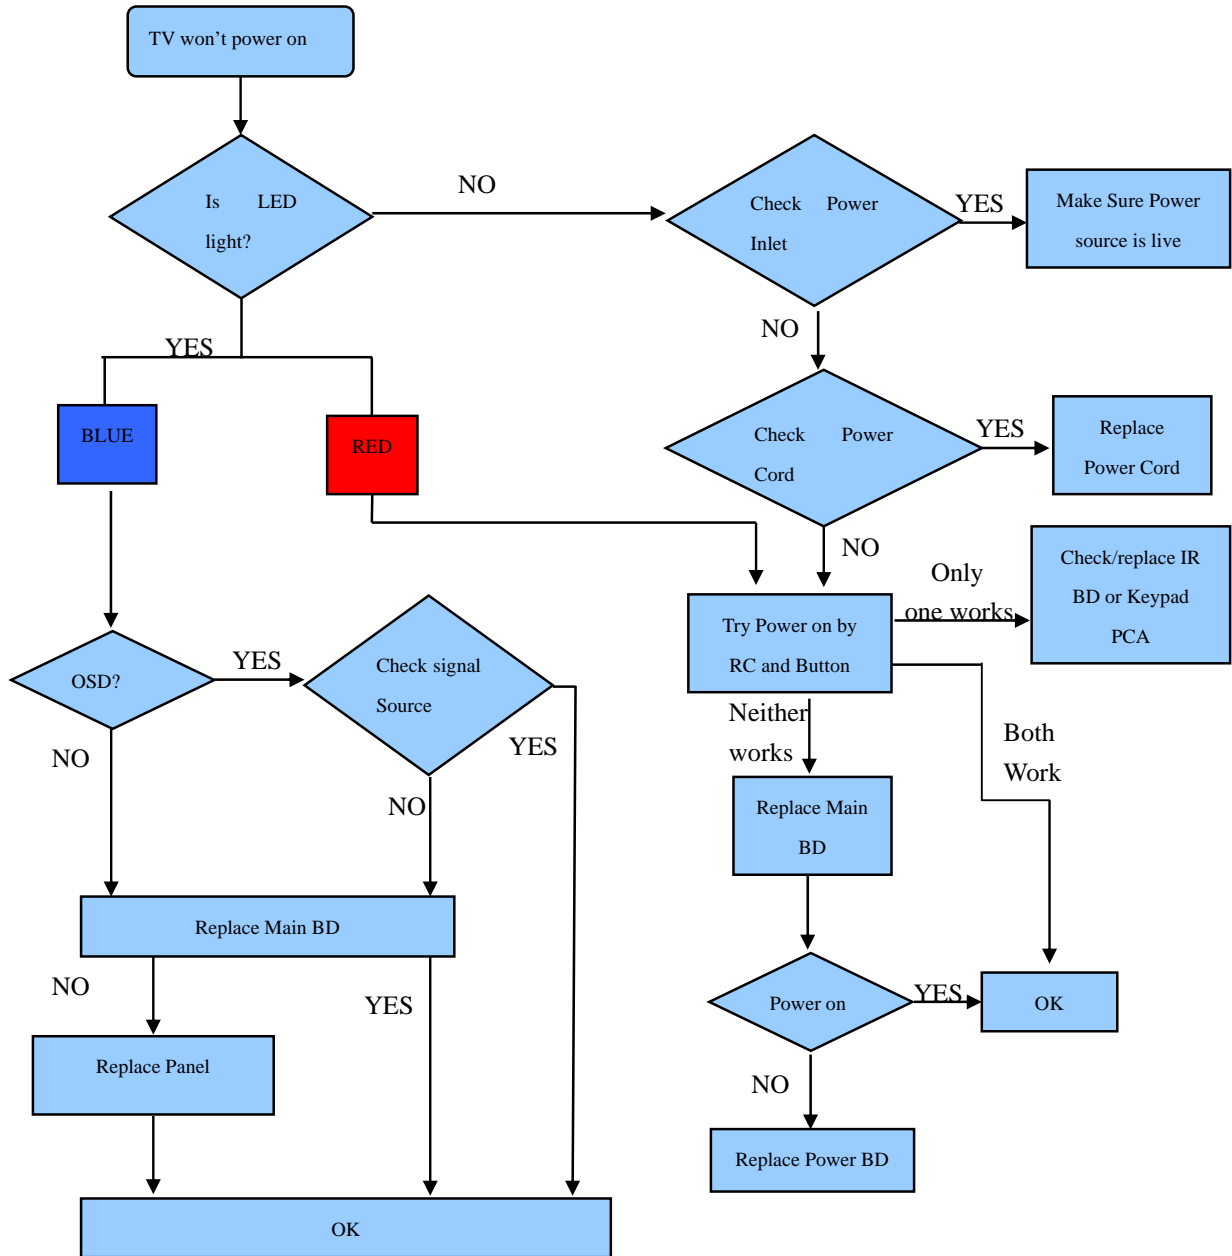 TV won’t power on
Is LED
light?
NO
Check Power
Inlet
YES
Make Sure Power
source is live
YES
NO
BLUE
RED
Check Power
Cord
YES
Replace
Power Cord
NO
Only
one works
Check/replace IR
BD or Keypad
PCA
Try Power on by
RC and Button
OSD?
YES
Check signal
Source
YES
NO
NO
Neither
works
Both
Work
Replace Main
BD
Replace Main BD
NO
YES
Power on
YES
OK
Replace Panel
NO
Replace Power BD
OK